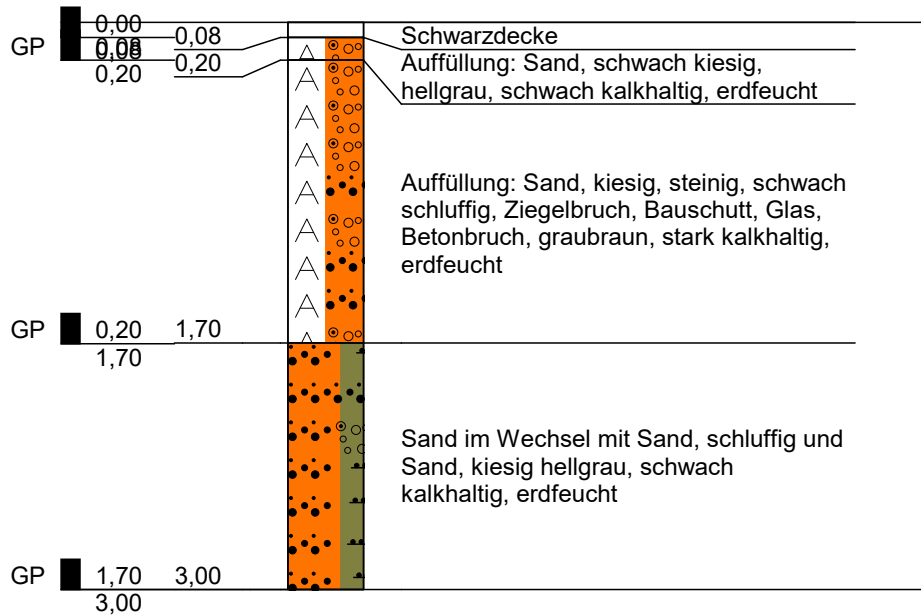 0,00
GP 0,08 0,08 Schwarzdecke
0,08
0,20 0,20 Auffüllung: Sand, schwach kiesig,
hellgrau, schwach kalkhaltig, erdfeucht
Auffüllung: Sand, kiesig, steinig, schwach
schluffig, Ziegelbruch, Bauschutt, Glas,
Betonbruch, graubraun, stark kalkhaltig,
erdfeucht
GP 0,20 1,70
1,70
Sand im Wechsel mit Sand, schluffig und
Sand, kiesig hellgrau, schwach
kalkhaltig, erdfeucht
GP 1,70 3,00
3,00